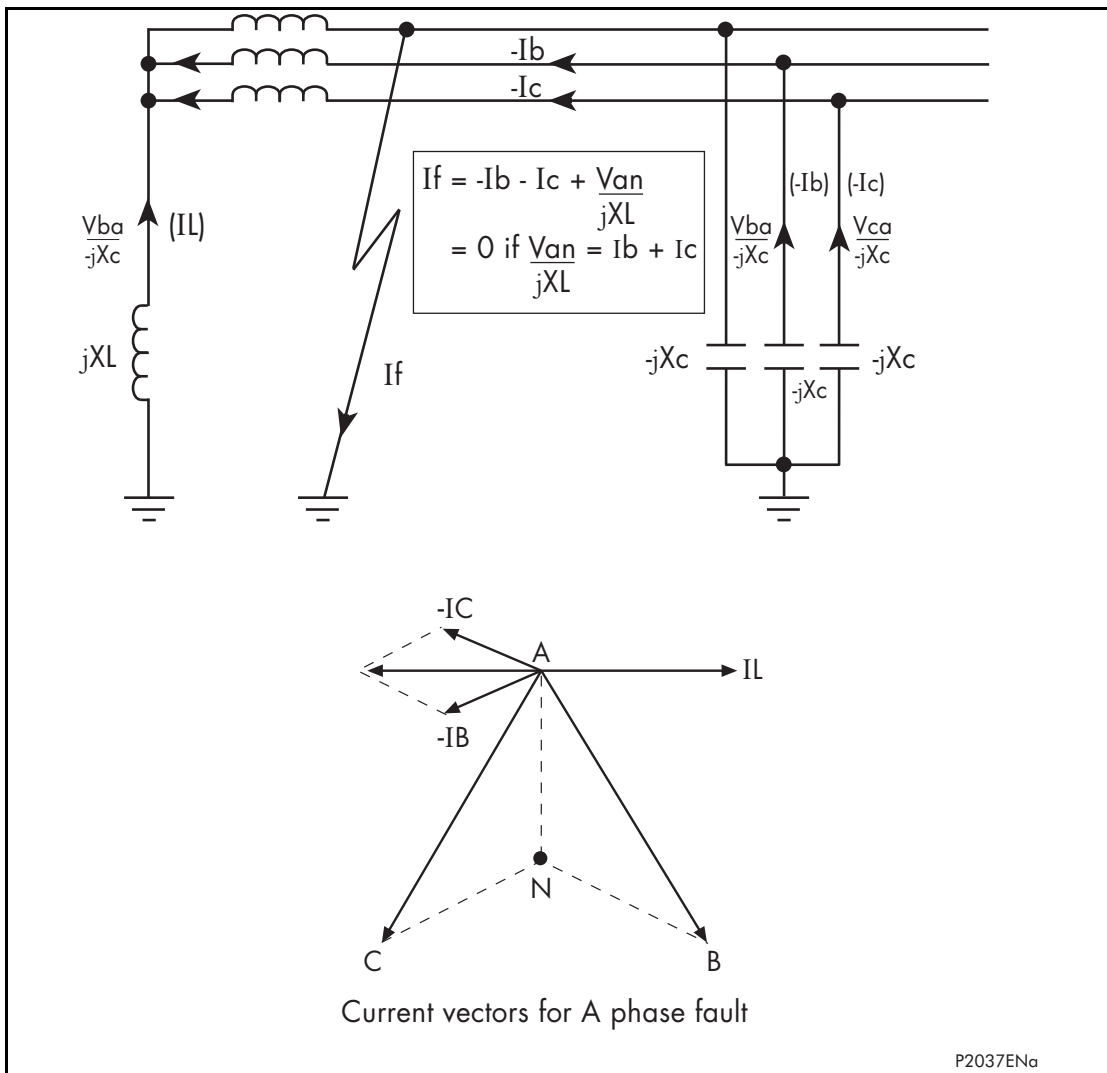 -Ib
-Ic
If = -Ib - Ic + Van
jXL
= 0 if Van = Ib + Ic
jXL
Vba
-jXc
(IL)
(-Ib)
(-Ic)
Vba
-jXc
Vca
-jXc
jXL
If
-jXc
-jXc
-jXc
-IC
A
IL
-IB
N
C
B
Current vectors for A phase fault
P2037ENa